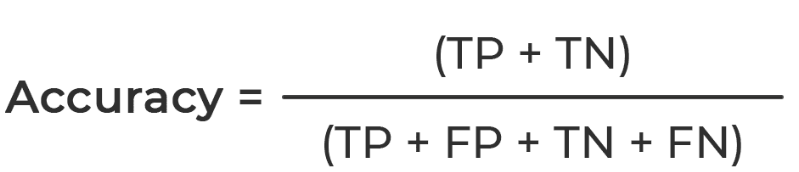 (TP + TN)
Accuracy =
(TP + FP + TN + FN)